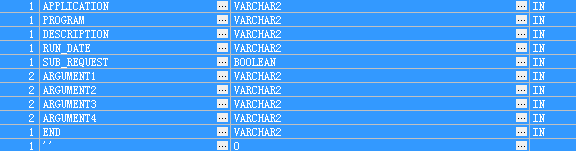 1 APPLICATION ... VARCHAR2 ... IN
1 PROGRAM ... VARCHAR2 ... IN
1 DESCRIPTION ... VARCHAR2 ... IN
1 RUN_DATE ... VARCHAR2 ... IN
1 SUB_REQUEST ... BOOLEAN ... IN
2 ARGUMENT1 ... VARCHAR2 ... IN
2 ARGUMENT2 ... VARCHAR2 ... IN
2 ARGUMENT3 ... VARCHAR2 ... IN
2 ARGUMENT4 ... VARCHAR2 ... IN
1 END ... VARCHAR2 ... IN
1 '' ... 0 ...